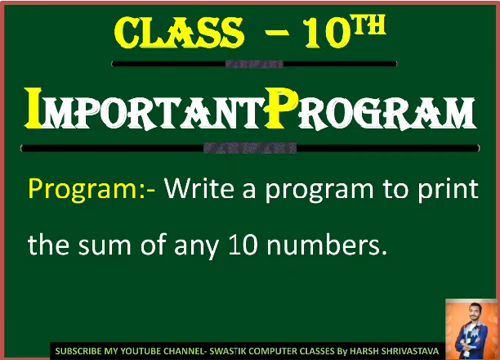 CLASS – 10TH
IMPORTANTPROGRAM
Program:- Write a program to print
the sum of any 10 numbers.
SUBSCRIBE MY YOUTUBE CHANNEL- SWASTIK COMPUTER CLASSES By HARSH SHRIVASTAVA